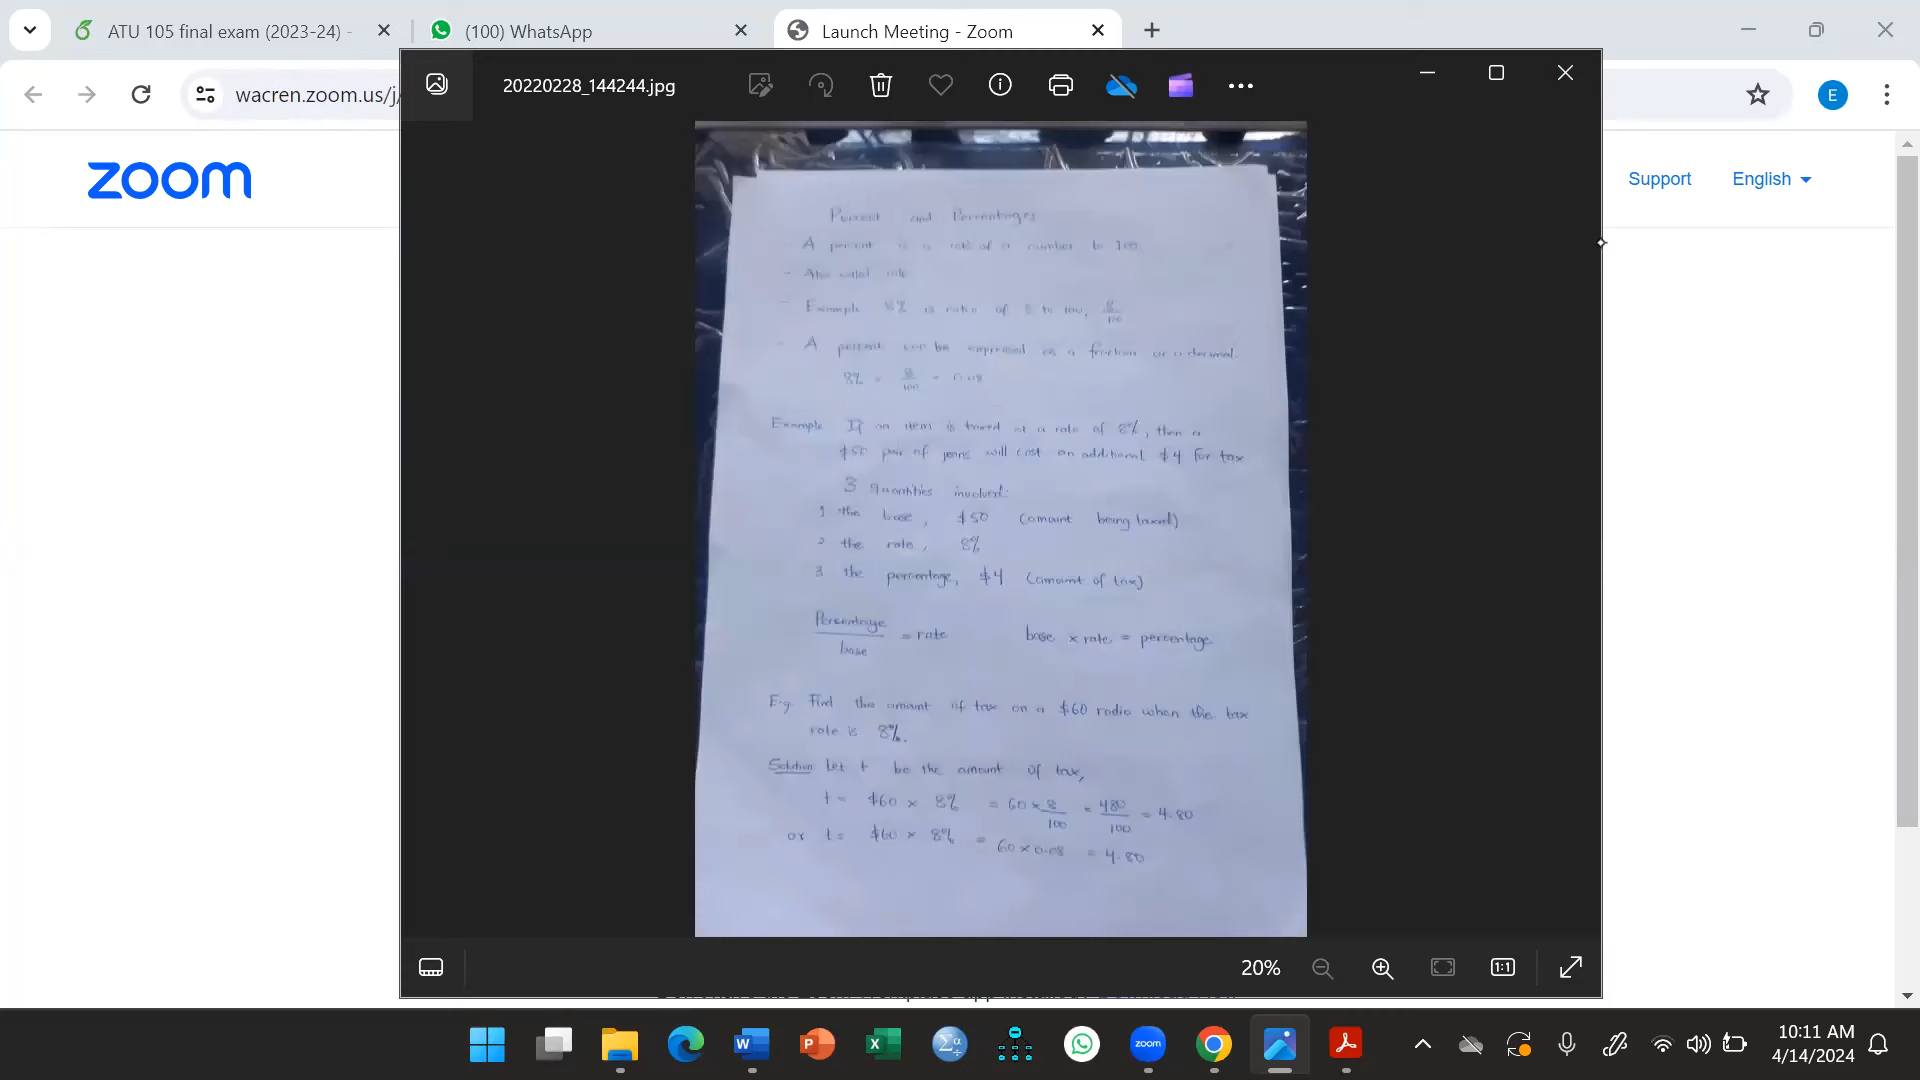 ATU 105 final exam (2023-24) -
(100) WhatsApp
Launch Meeting - Zoom
wacren.zoom.us/j/
E
20220228_144244.jpg
zoom
Support
English
Percent and Percentages
A percent is a ratio of a number to 100.
- Also called rate
- Example 8% is ratio of 8 to 100, 8/100
- A percent can be expressed as a fraction or a decimal.
8% = 8/100 = 0.08
Example If an item is taxed at a rate of 8%, then a
$50 pair of jeans will cost an additional $4 for tax
3 quantities involved:
1 the base, $50 (amount being taxed)
2 the rate, 8%
3 the percentage, $4 (amount of tax)
Percentage/base = rate base × rate = percentage
E.g. Find the amount of tax on a $60 radio when the tax
rate is 8%.
Solution Let t be the amount of tax,
t = $60 × 8% = 60 × 8/100 = 480/100 = 4.80
or t = $60 × 8% = 60 × 0.08 = 4.80
20%
1:1
W
P
X
zoom
10:11 AM
4/14/2024